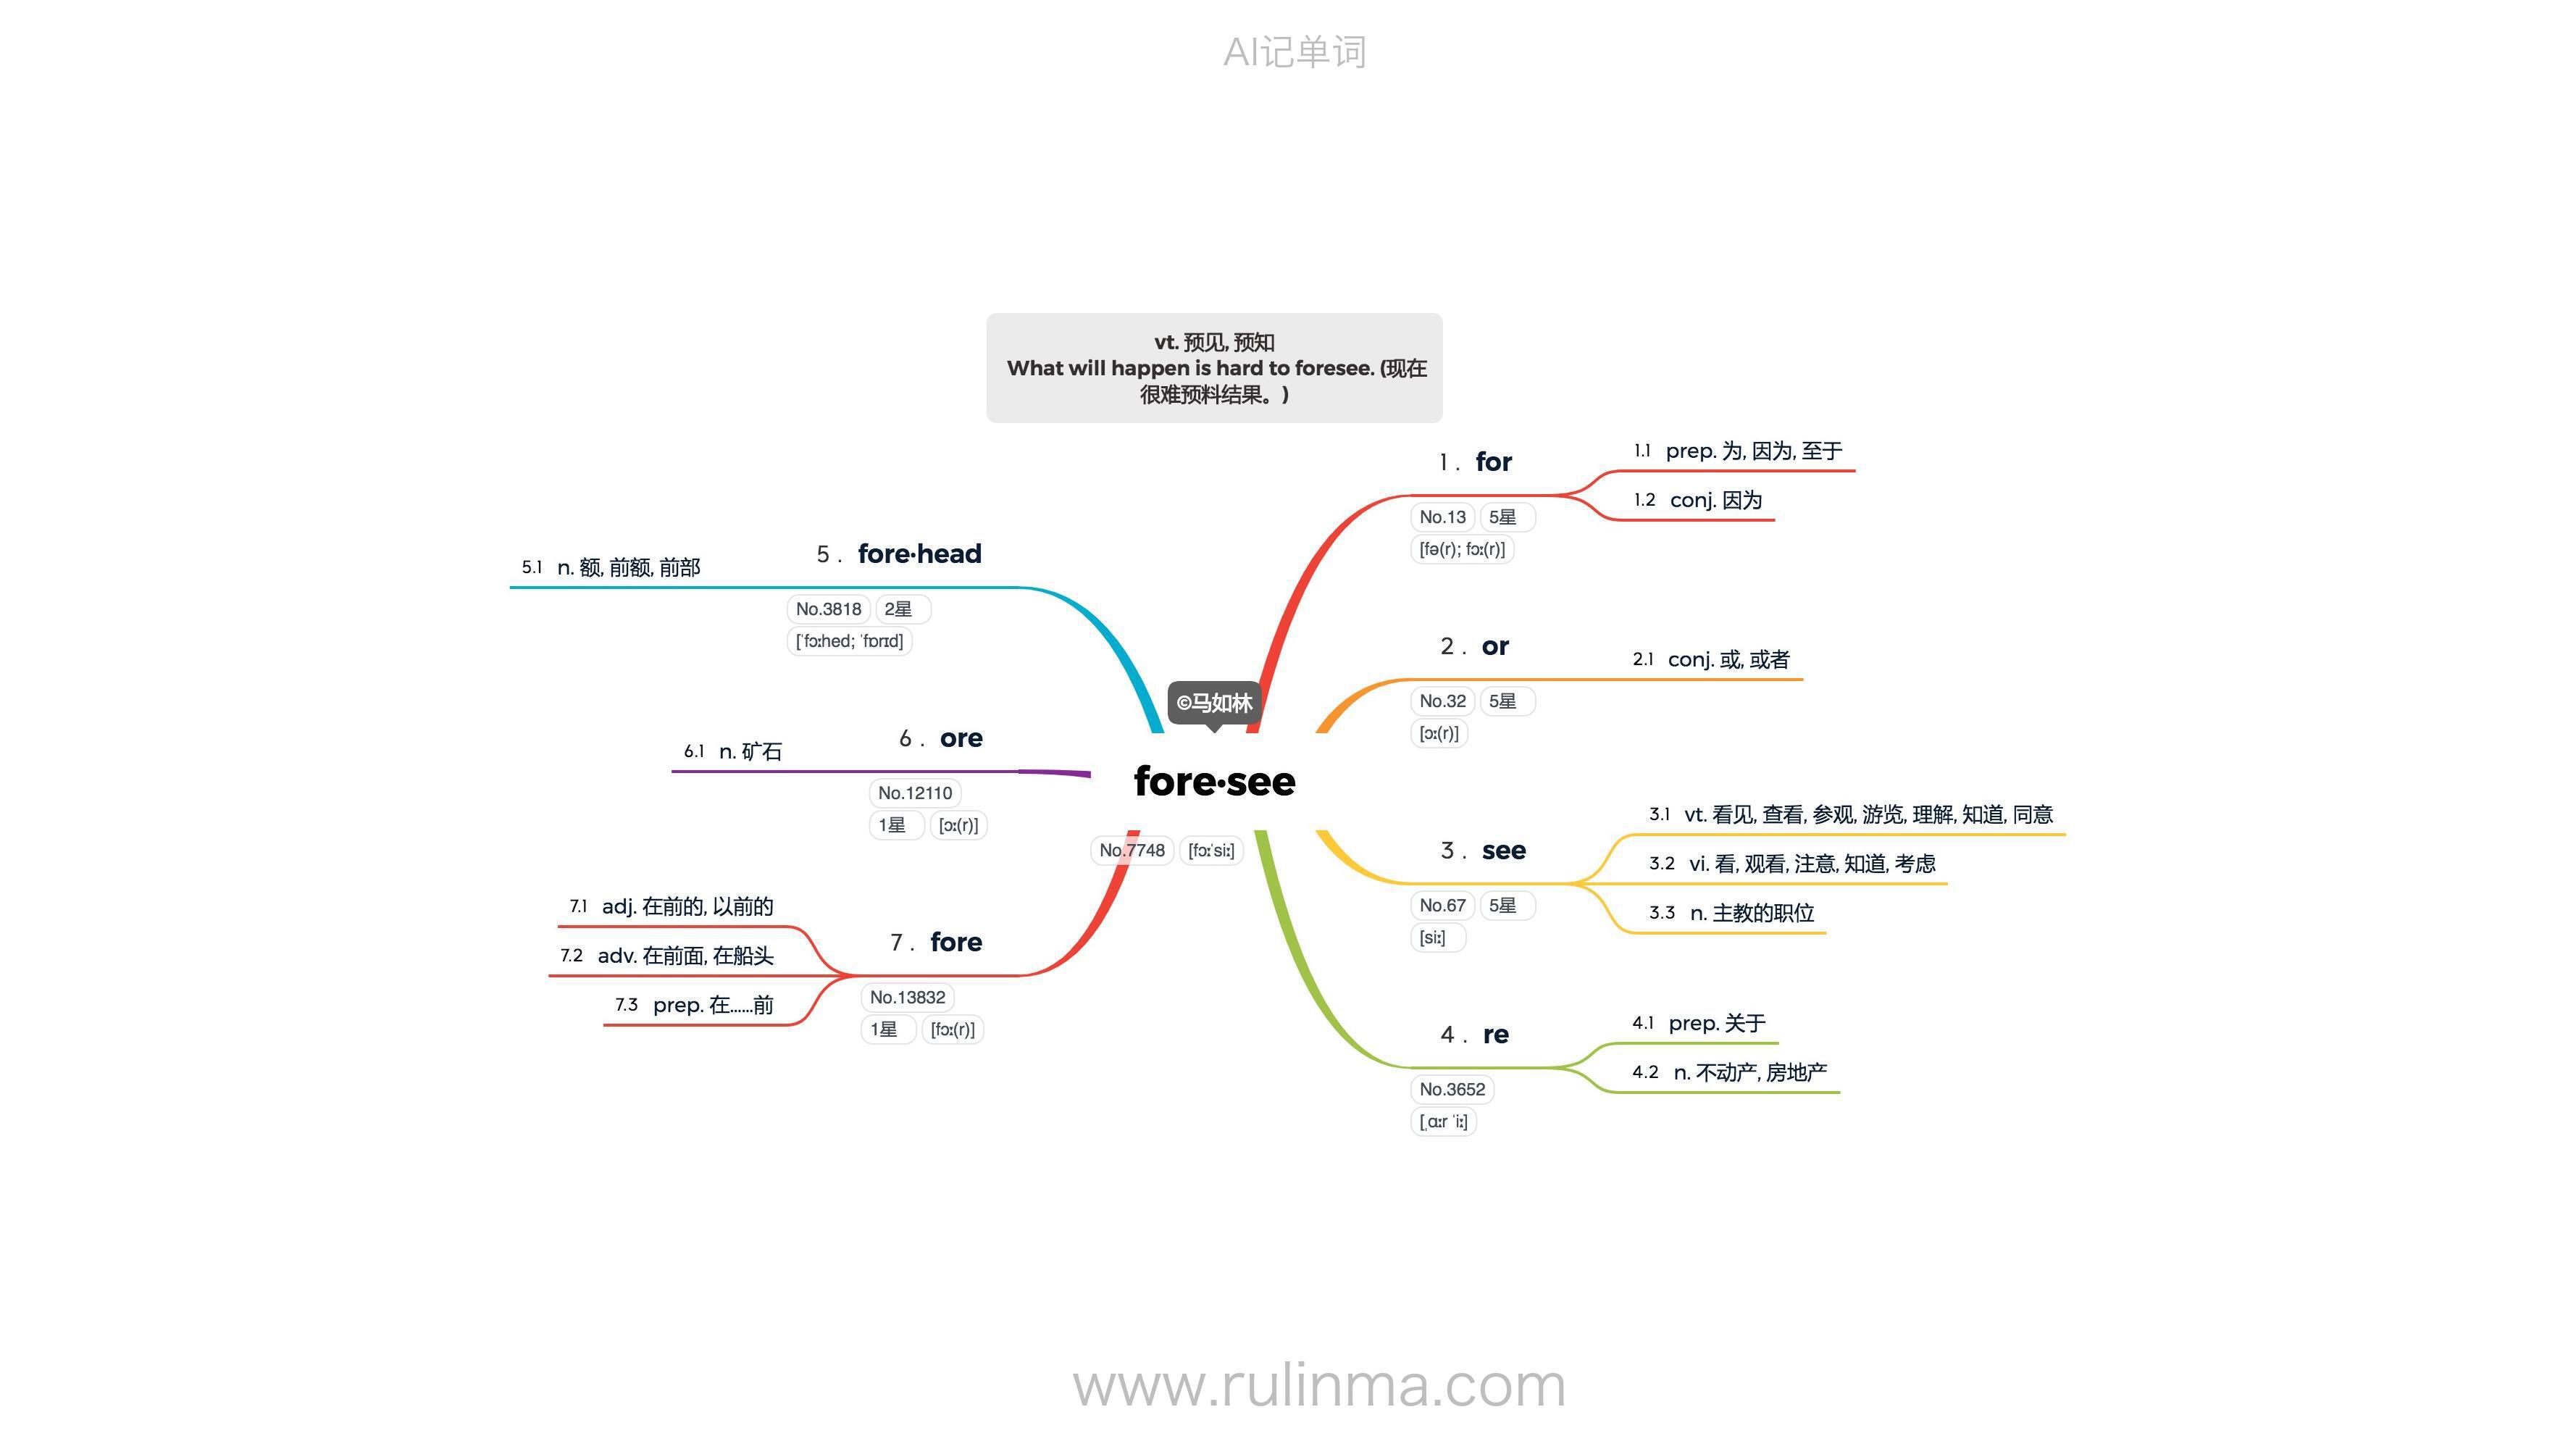 AI记单词
vt. 预见, 预知
What will happen is hard to foresee. (现在
很难预料结果。)
©马如林
fore·see
No.7748 [fɔːˈsiː]
1 . for
No.13 5星
[fə(r); fɔː(r)]
1.1 prep. 为, 因为, 至于
1.2 conj. 因为
2 . or
No.32 5星
[ɔː(r)]
2.1 conj. 或, 或者
3 . see
No.67 5星
[siː]
3.1 vt. 看见, 查看, 参观, 游览, 理解, 知道, 同意
3.2 vi. 看, 观看, 注意, 知道, 考虑
3.3 n. 主教的职位
4 . re
No.3652
[ˌɑːr ˈiː]
4.1 prep. 关于
4.2 n. 不动产, 房地产
5 . fore·head
No.3818 2星
[ˈfɔːhed; ˈfɒrɪd]
5.1 n. 额, 前额, 前部
6 . ore
No.12110
1星 [ɔː(r)]
6.1 n. 矿石
7 . fore
No.13832
1星 [fɔː(r)]
7.1 adj. 在前的, 以前的
7.2 adv. 在前面, 在船头
7.3 prep. 在……前
www.rulinma.com